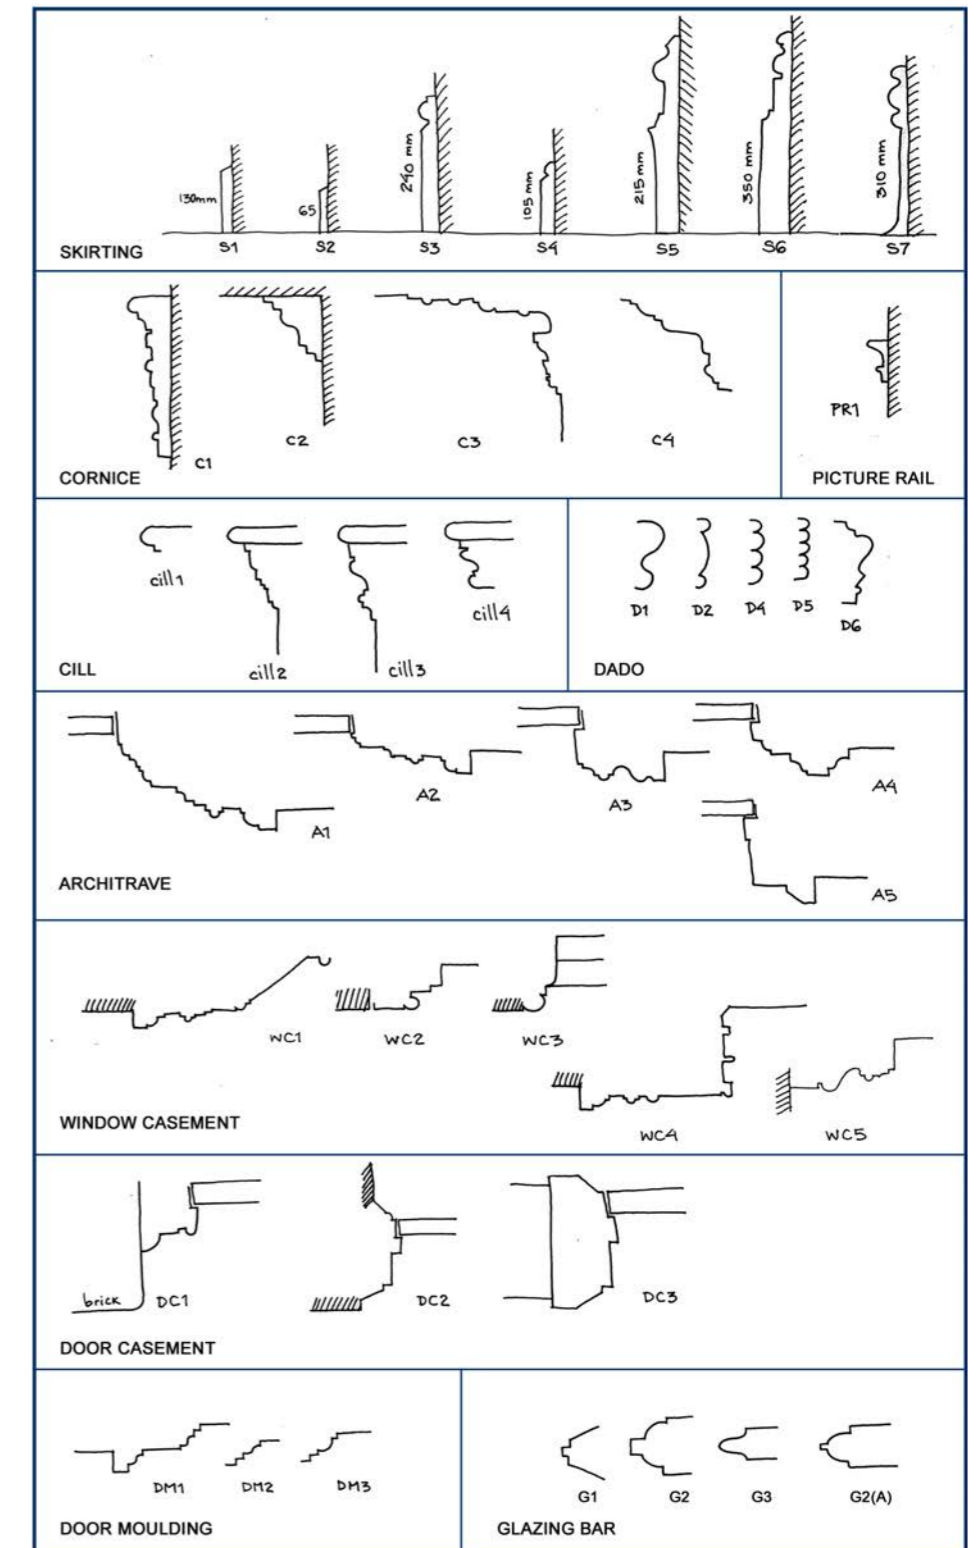 130mm
65
240 mm
105 mm
215 mm
350 mm
310 mm
S1 S2 S3 S4 S5 S6 S7
SKIRTING
C1 C2 C3 C4
CORNICE
PR1
PICTURE RAIL
cill1 cill2 cill3 cill4
CILL
D1 D2 D4 D5 D6
DADO
A1 A2 A3 A4
A5
ARCHITRAVE
WC1 WC2 WC3
WC4 WC5
WINDOW CASEMENT
brick DC1 DC2 DC3
DOOR CASEMENT
DM1 DM2 DM3
DOOR MOULDING
G1 G2 G3 G2(A)
GLAZING BAR